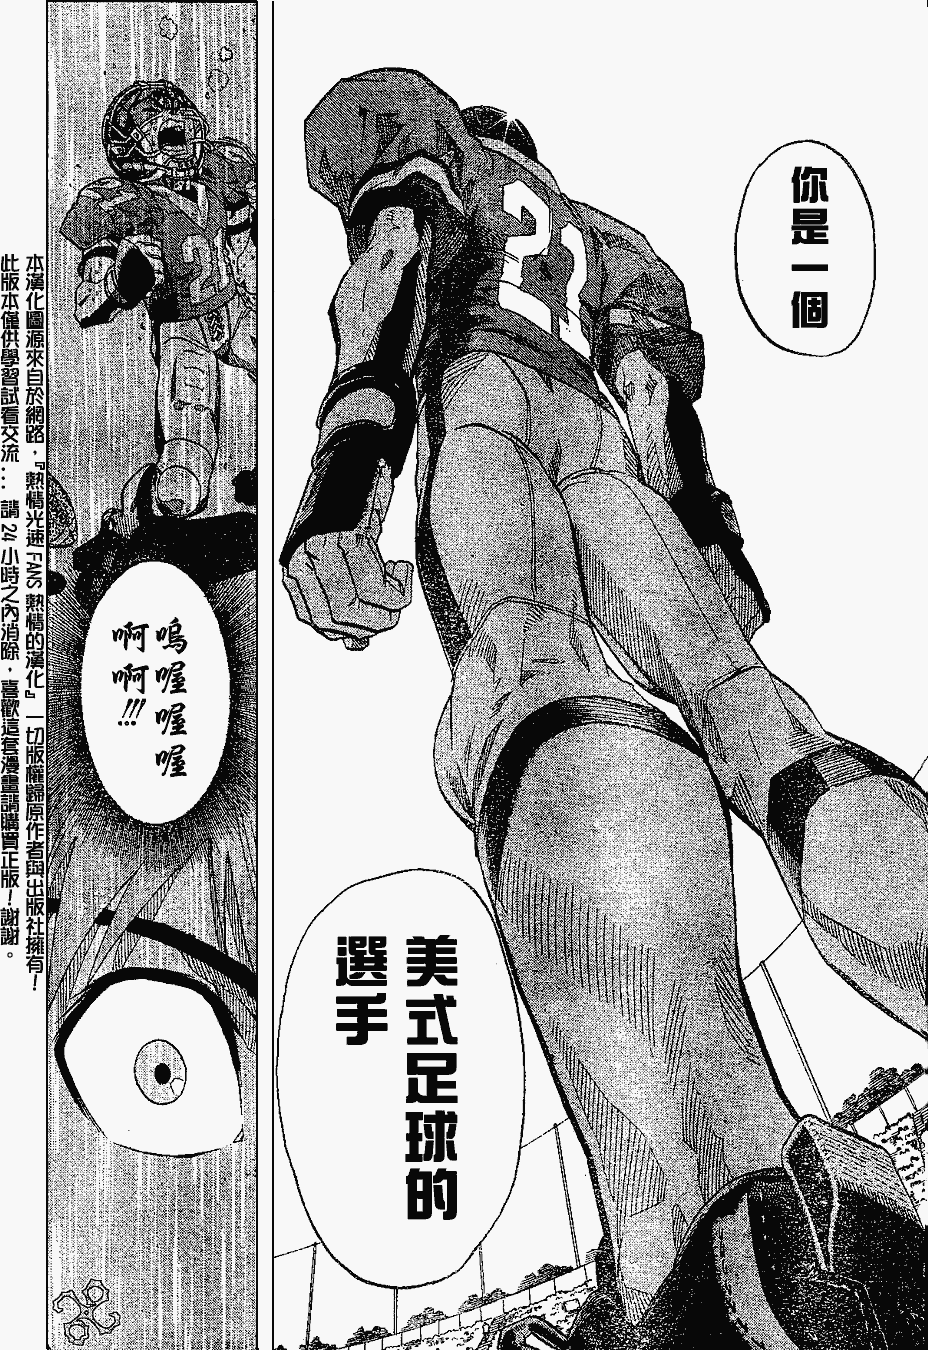 你是一個
21
美式足球的
選手
2
嗚喔喔喔
啊啊!!!
本漢化圖源來自於網路，『熱情光速 FANS 熱情的漢化』一切版權歸原作者與出版社擁有！
此版本僅供學習試看交流... 請 24 小時之內消除，喜歡這套漫畫請購買正版！謝謝。